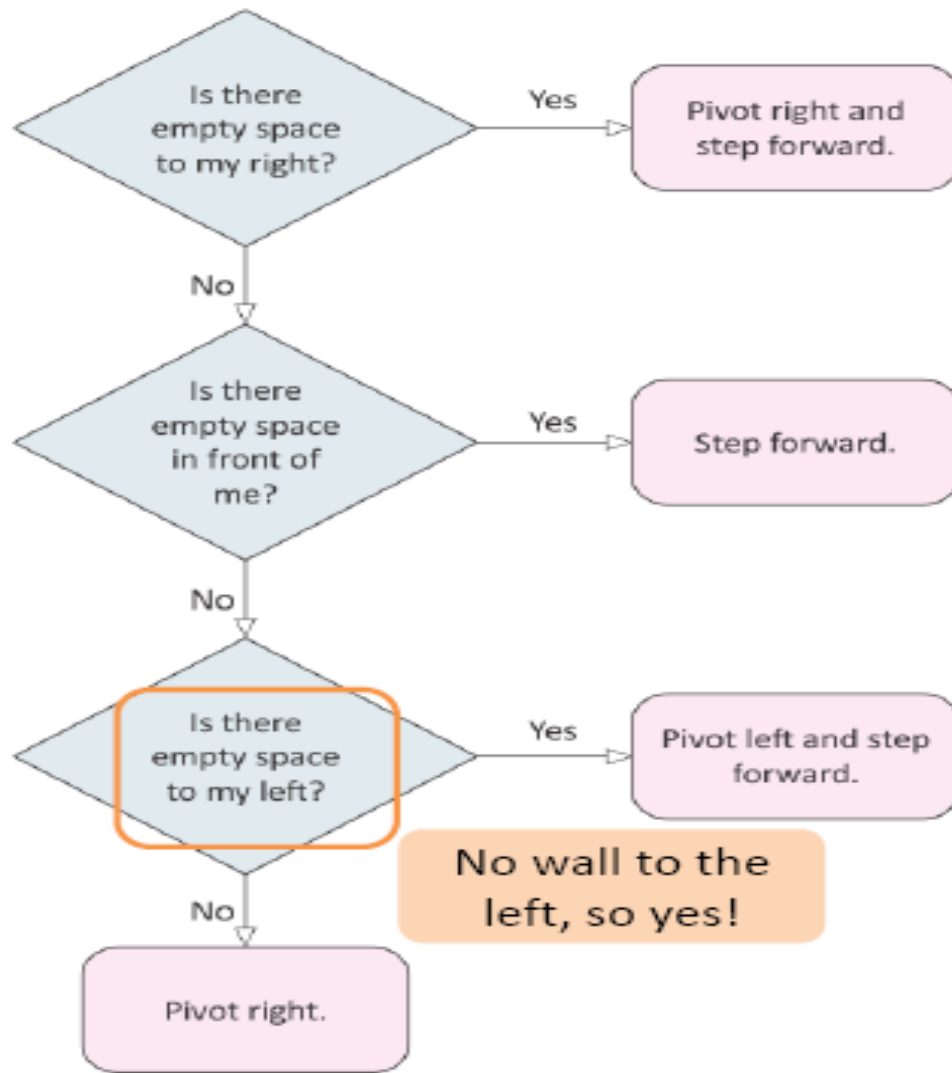 Is there
empty space
to my right?
Yes
Pivot right and
step forward.
No
Is there
empty space
in front of
me?
Yes
Step forward.
No
Is there
empty space
to my left?
Yes
Pivot left and step
forward.
No wall to the
left, so yes!
No
Pivot right.